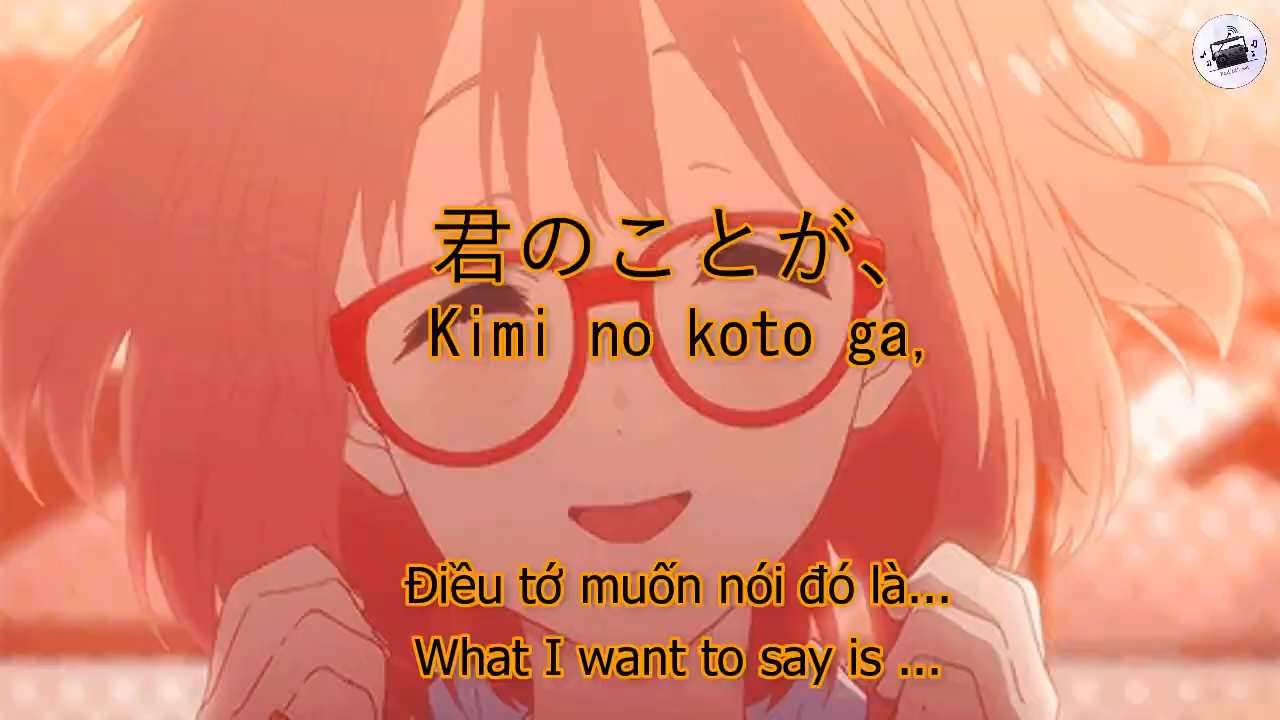 君のことが、
Kimi no koto ga,
Điều tớ muốn nói đó là...
What I want to say is ...